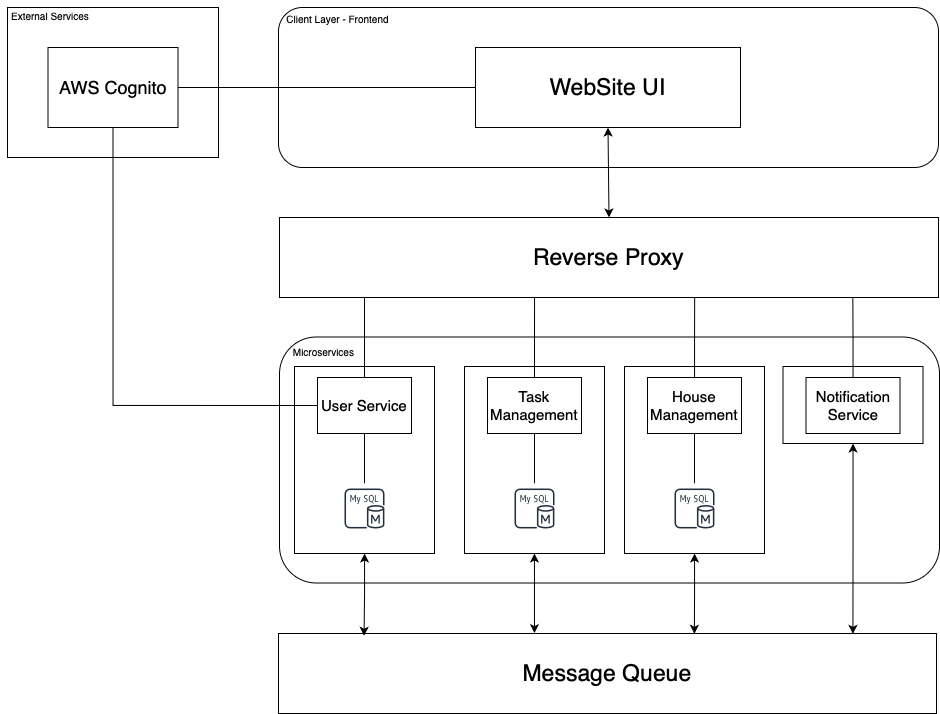 External Services
Client Layer - Frontend
AWS Cognito
WebSite UI
Reverse Proxy
Microservices
User Service
Task
Management
House
Management
Notification
Service
My SQL
M
My SQL
M
My SQL
M
Message Queue